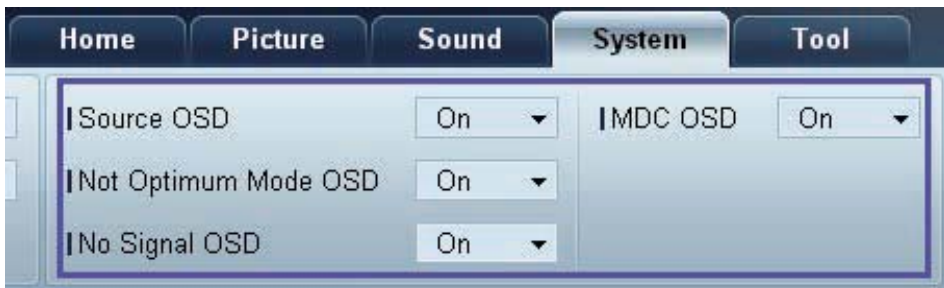 Home Picture Sound System Tool
Source OSD On MDC OSD On
Not Optimum Mode OSD On
No Signal OSD On